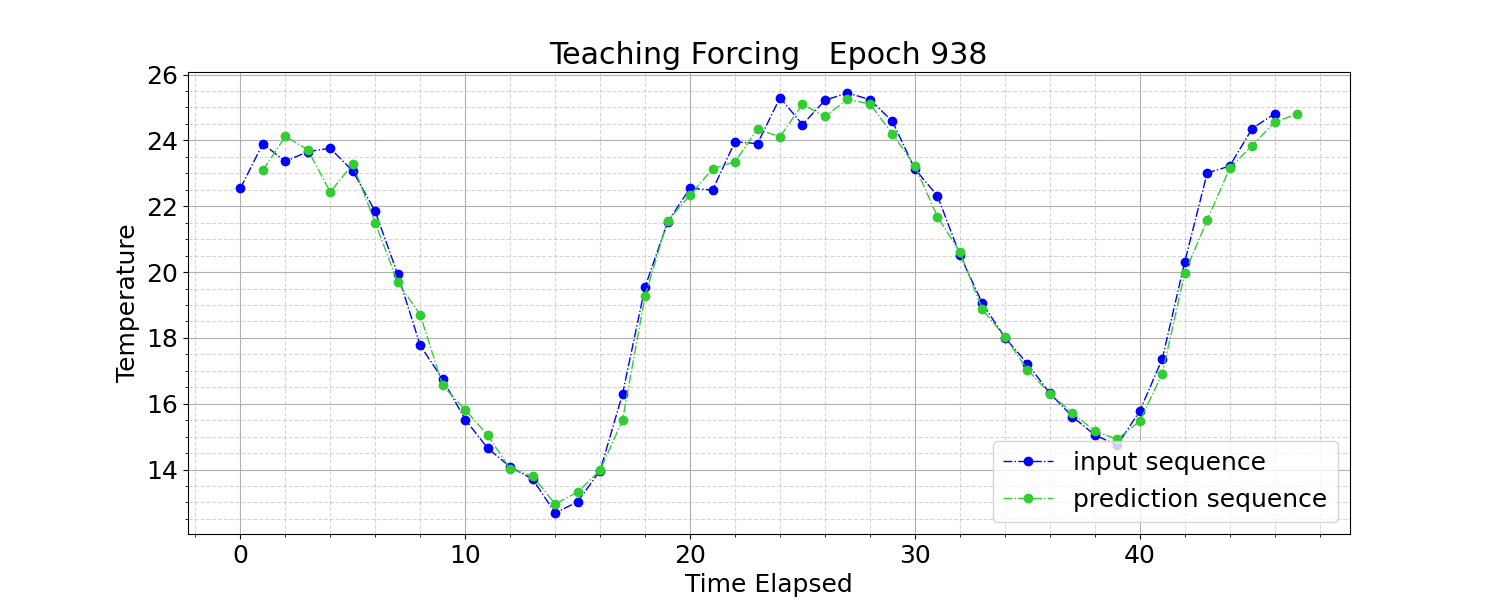 Teaching Forcing   Epoch 938
26
24
22
20
18
16
14
Temperature
input sequence
prediction sequence
0 10 20 30 40
Time Elapsed